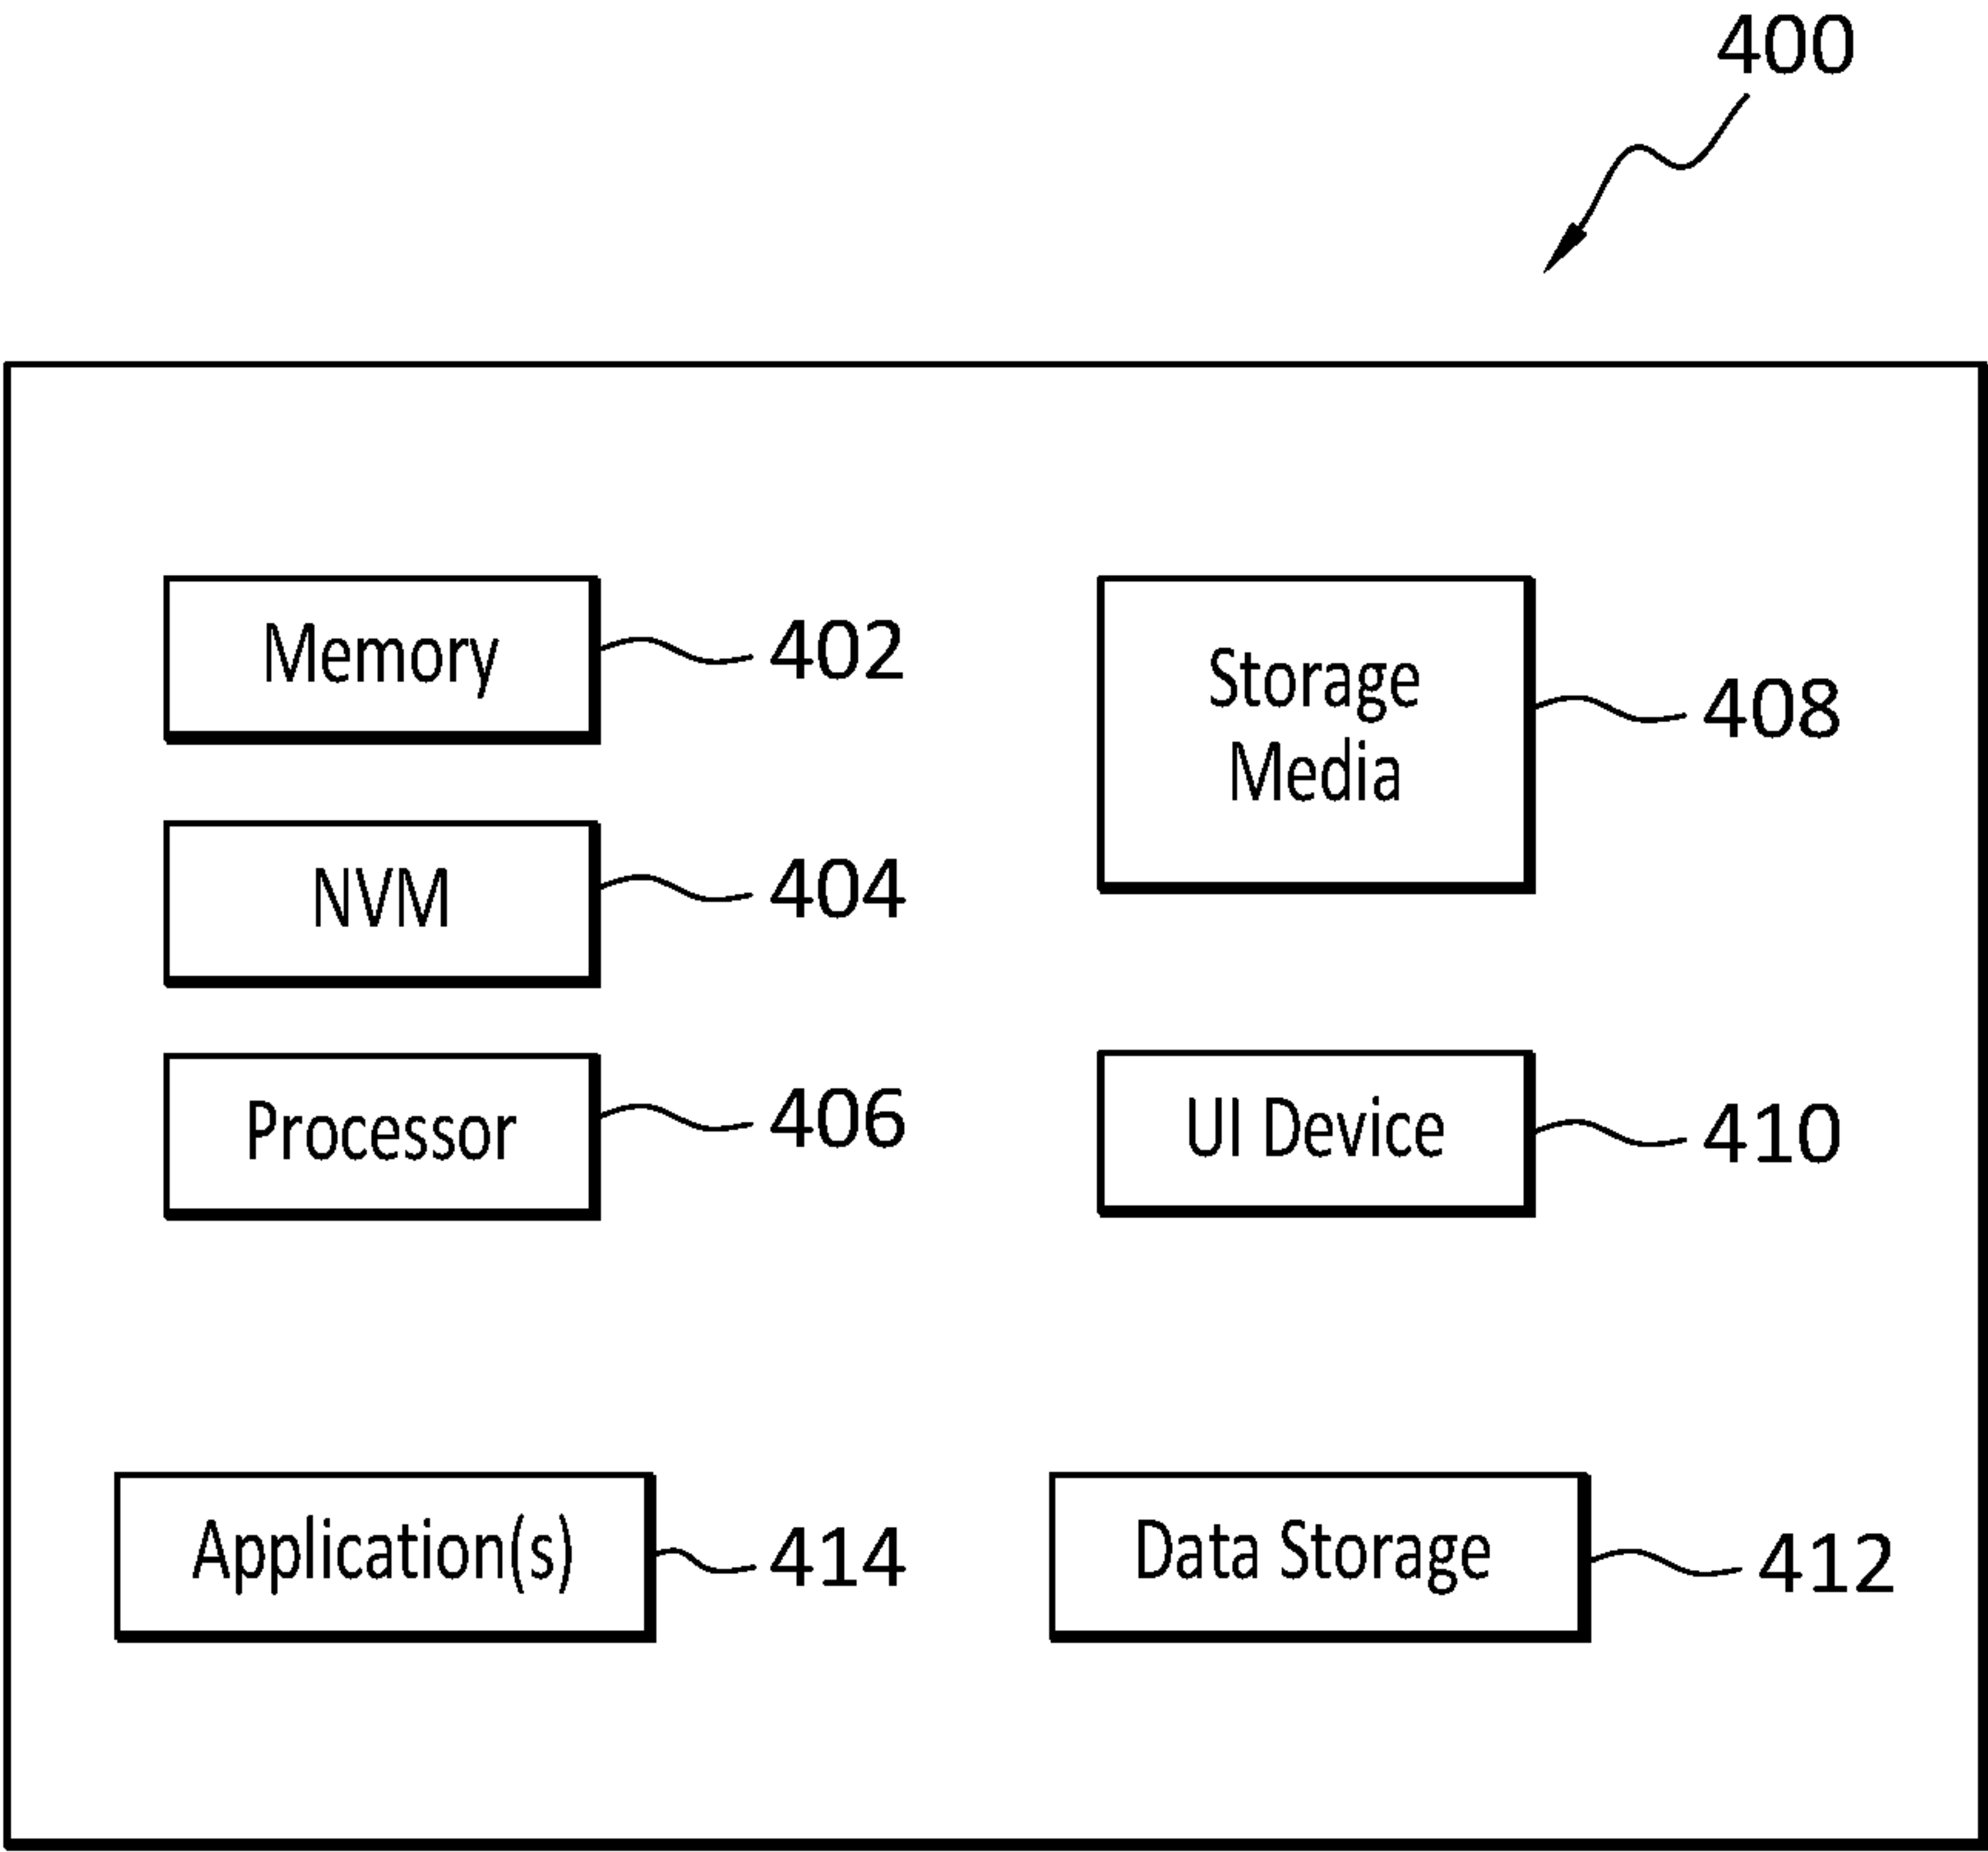 400
Memory
402
Storage
Media
408
NVM
404
Processor
406
UI Device
410
Application(s)
414
Data Storage
412